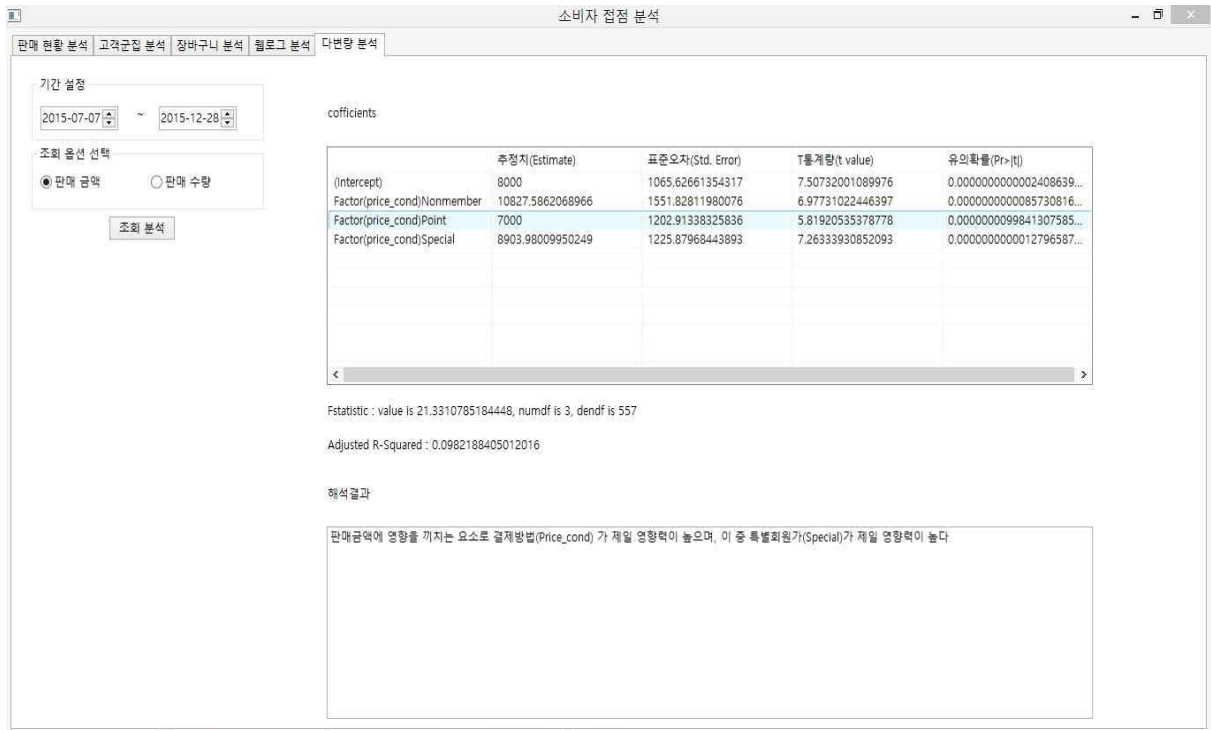 소비자 접점 분석
판매 현황 분석 고객군집 분석 장바구니 분석 웹로그 분석 다변량 분석
기간 설정
2015-07-07 ~ 2015-12-28
조회 옵션 선택
판매 금액 판매 수량
조회 분석
cofficients
추정치(Estimate) 표준오차(Std. Error) T통계량(t value) 유의확률(Pr>|t|)
(Intercept) 8000 1065.62661354317 7.50732001089976 0.0000000000002408639...
Factor(price_cond)Nonmember 10827.5862068966 1551.82811980076 6.97731022446397 0.0000000000085730816...
Factor(price_cond)Point 7000 1202.91338325836 5.81920535378778 0.0000000099841307585...
Factor(price_cond)Special 8903.98009950249 1225.87968443893 7.26333930852093 0.0000000000012796587...
Fstatistic : value is 21.3310785184448, numdf is 3, dendf is 557
Adjusted R-Squared : 0.0982188405012016
해석결과
판매금액에 영향을 끼치는 요소로 결제방법(Price_cond) 가 제일 영향력이 높으며, 이 중 특별회원가(Special)가 제일 영향력이 높다